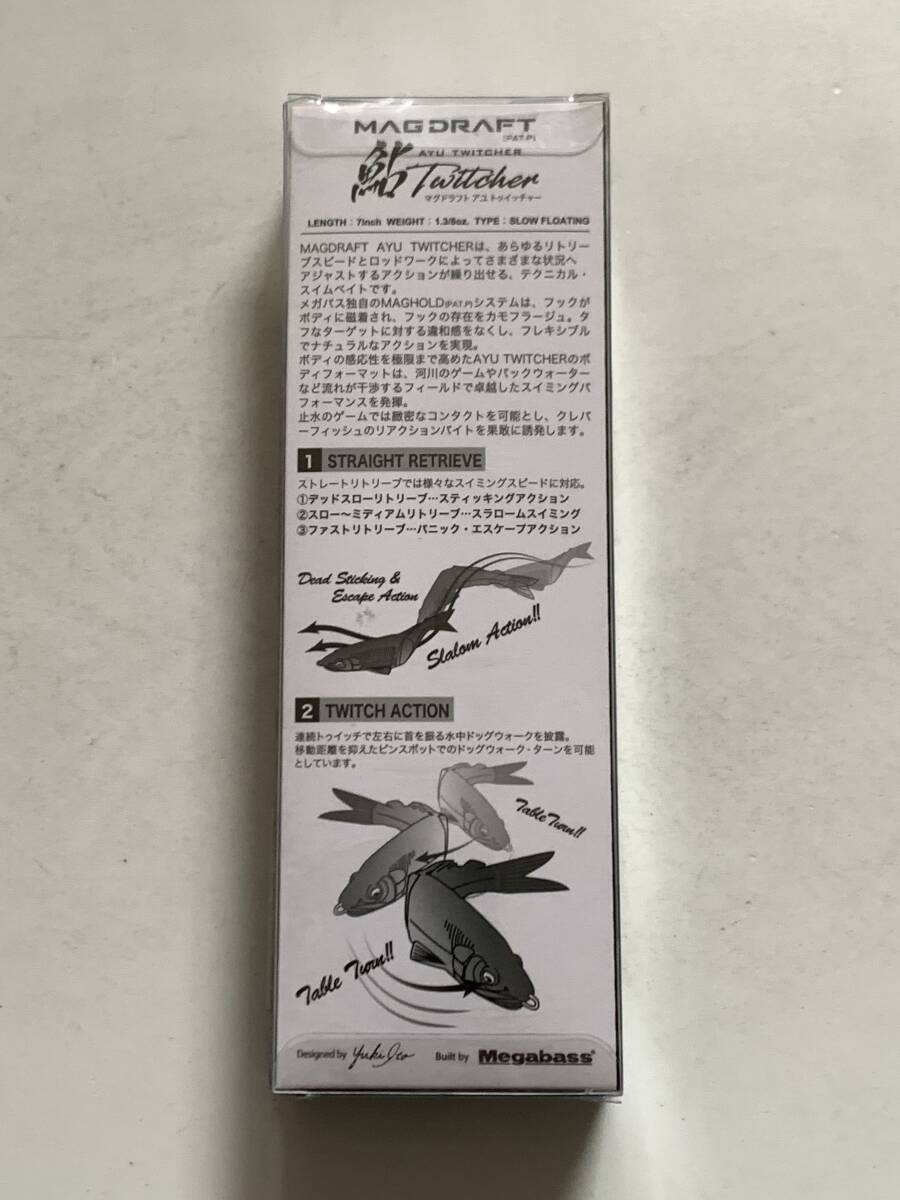 MAGDRAFT
[PAT.P]
鮎 AYU TWITCHER
Twitcher
マグドラフト アユ トゥイッチャー
LENGTH : 7inch WEIGHT : 1.3/8oz. TYPE : SLOW FLOATING
MAGDRAFT AYU TWITCHERは、あらゆるリトリー
ブスピードとロッドワークによってさまざまな状況へ
アジャストするアクションが繰り出せる、テクニカル・
スイムベイトです。
メガバス独自のMAGHOLD(PAT.P)システムは、フックが
ボディに磁着され、フックの存在をカモフラージュ。タ
フなターゲットに対する違和感をなくし、フレキシブル
でナチュラルなアクションを実現。
ボディの感応性を極限まで高めたAYU TWITCHERのボ
ディフォーマットは、河川のゲームやバックウォーター
など流れが干渉するフィールドで卓越したスイミングパ
フォーマンスを発揮。
止水のゲームでは緻密なコンタクトを可能とし、クレバ
ーフィッシュのリアクションバイトを果敢に誘発します。
1 STRAIGHT RETRIEVE
ストレートリトリーブでは様々なスイミングスピードに対応。
①デッドスローリトリーブ…スティッキングアクション
②スロー〜ミディアムリトリーブ…スラロームスイミング
③ファストリトリーブ…パニック・エスケープアクション
Dead Sticking &
Escape Action
Slalom Action!!
2 TWITCH ACTION
連続トゥイッチで左右に首を振る水中ドッグウォークを披露。
移動距離を抑えたピンスポットでのドッグウォーク・ターンを可能
としています。
Table Turn!!
Table Turn!!
Designed by Yuki Ito Built by Megabass